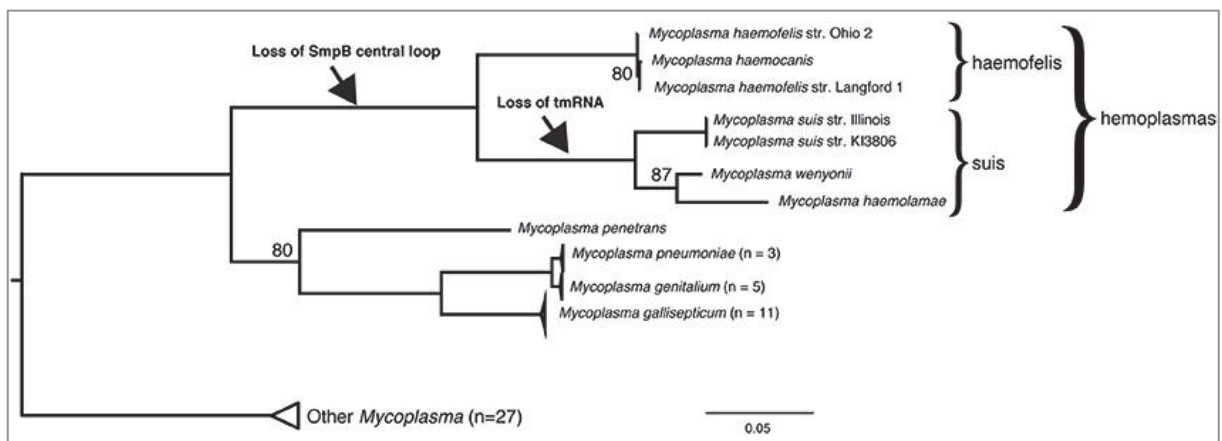 Loss of SmpB central loop
Loss of tmRNA
80
Mycoplasma haemofelis str. Ohio 2
Mycoplasma haemocanis
Mycoplasma haemofelis str. Langford 1
haemofelis
Mycoplasma suis str. Illinois
Mycoplasma suis str. KI3806
87
Mycoplasma wenyonii
Mycoplasma haemolamae
suis
hemoplasmas
80
Mycoplasma penetrans
Mycoplasma pneumoniae (n = 3)
Mycoplasma genitalium (n = 5)
Mycoplasma gallisepticum (n = 11)
Other Mycoplasma (n=27)
0.05